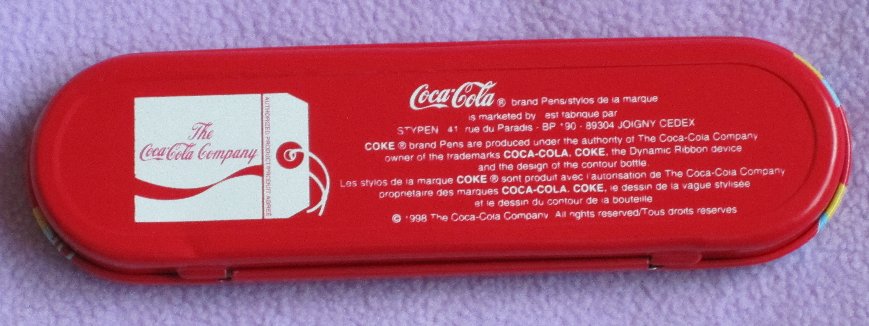 The
Coca-Cola Company
AUTHORIZED PRODUCT/PRODUIT AGRÉÉ
Coca-Cola ® brand Pens/stylos de la marque
is marketed by est fabriqué par
STYPEN 41 rue du Paradis - BP 190 - 89304 JOIGNY CEDEX
COKE ® brand Pens are produced under the authority of The Coca-Cola Company
owner of the trademarks COCA-COLA, COKE, the Dynamic Ribbon device
and the design of the contour bottle.
Les stylos de la marque COKE ® sont produit avec l'autorisation de The Coca-Cola Company
propriétaire des marques COCA-COLA, COKE, le dessin de la vague stylisée
et le dessin du contour de la bouteille
© 1998 The Coca-Cola Company All rights reserved/Tous droits reserves